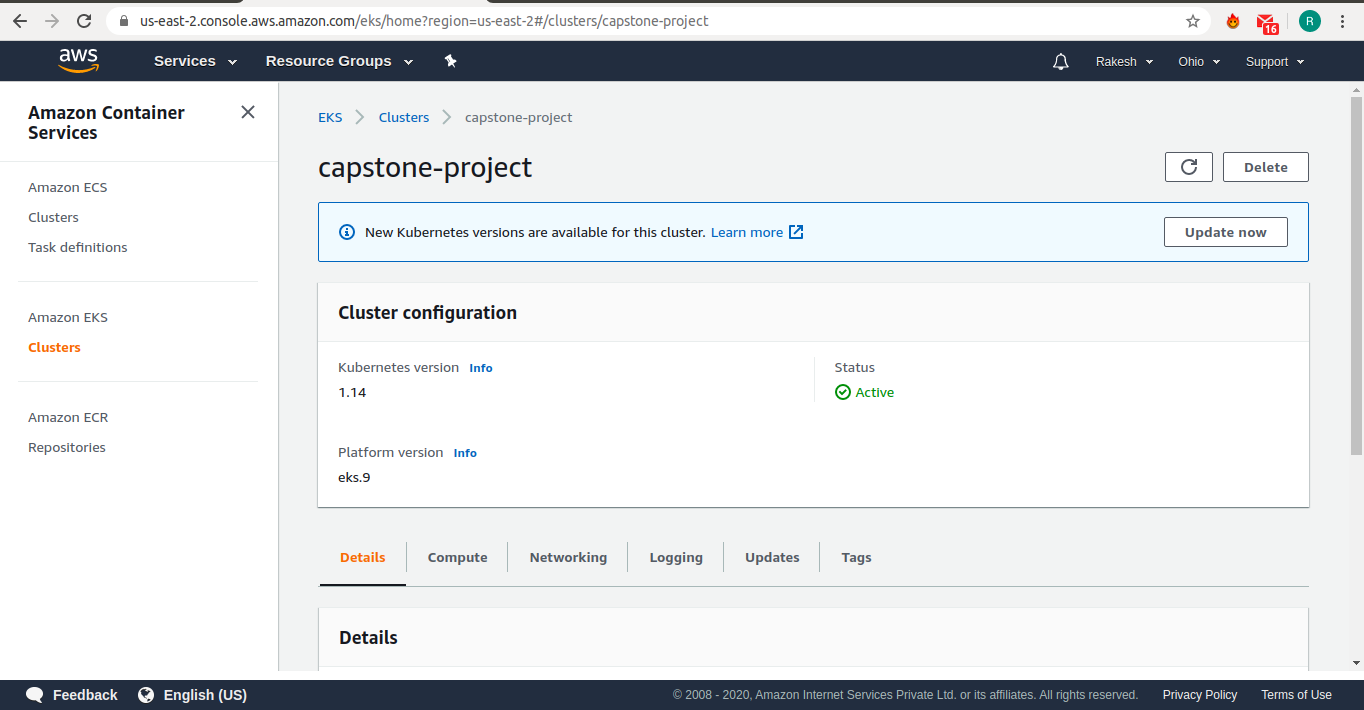 us-east-2.console.aws.amazon.com/eks/home?region=us-east-2#/clusters/capstone-project
16
R
aws
Services
Resource Groups
Rakesh
Ohio
Support
Amazon Container
Services
Amazon ECS
Clusters
Task definitions
Amazon EKS
Clusters
Amazon ECR
Repositories
EKS
Clusters
capstone-project
capstone-project
Delete
New Kubernetes versions are available for this cluster. Learn more
Update now
Cluster configuration
Kubernetes version Info
1.14
Status
Active
Platform version Info
eks.9
Details
Compute
Networking
Logging
Updates
Tags
Details
Feedback
English (US)
© 2008 - 2020, Amazon Internet Services Private Ltd. or its affiliates. All rights reserved.
Privacy Policy
Terms of Use